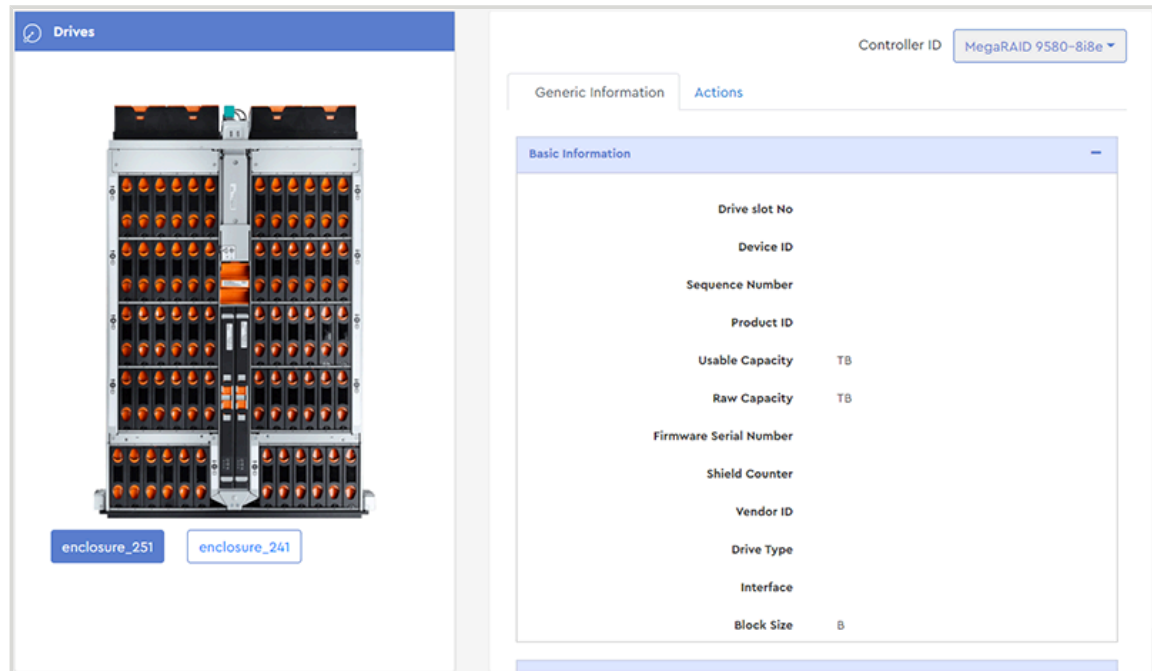 Drives
enclosure_251
enclosure_241
Controller ID
MegaRAID 9580-8i8e
Generic Information
Actions
Basic Information
Drive slot No
Device ID
Sequence Number
Product ID
Usable Capacity TB
Raw Capacity TB
Firmware Serial Number
Shield Counter
Vendor ID
Drive Type
Interface
Block Size B